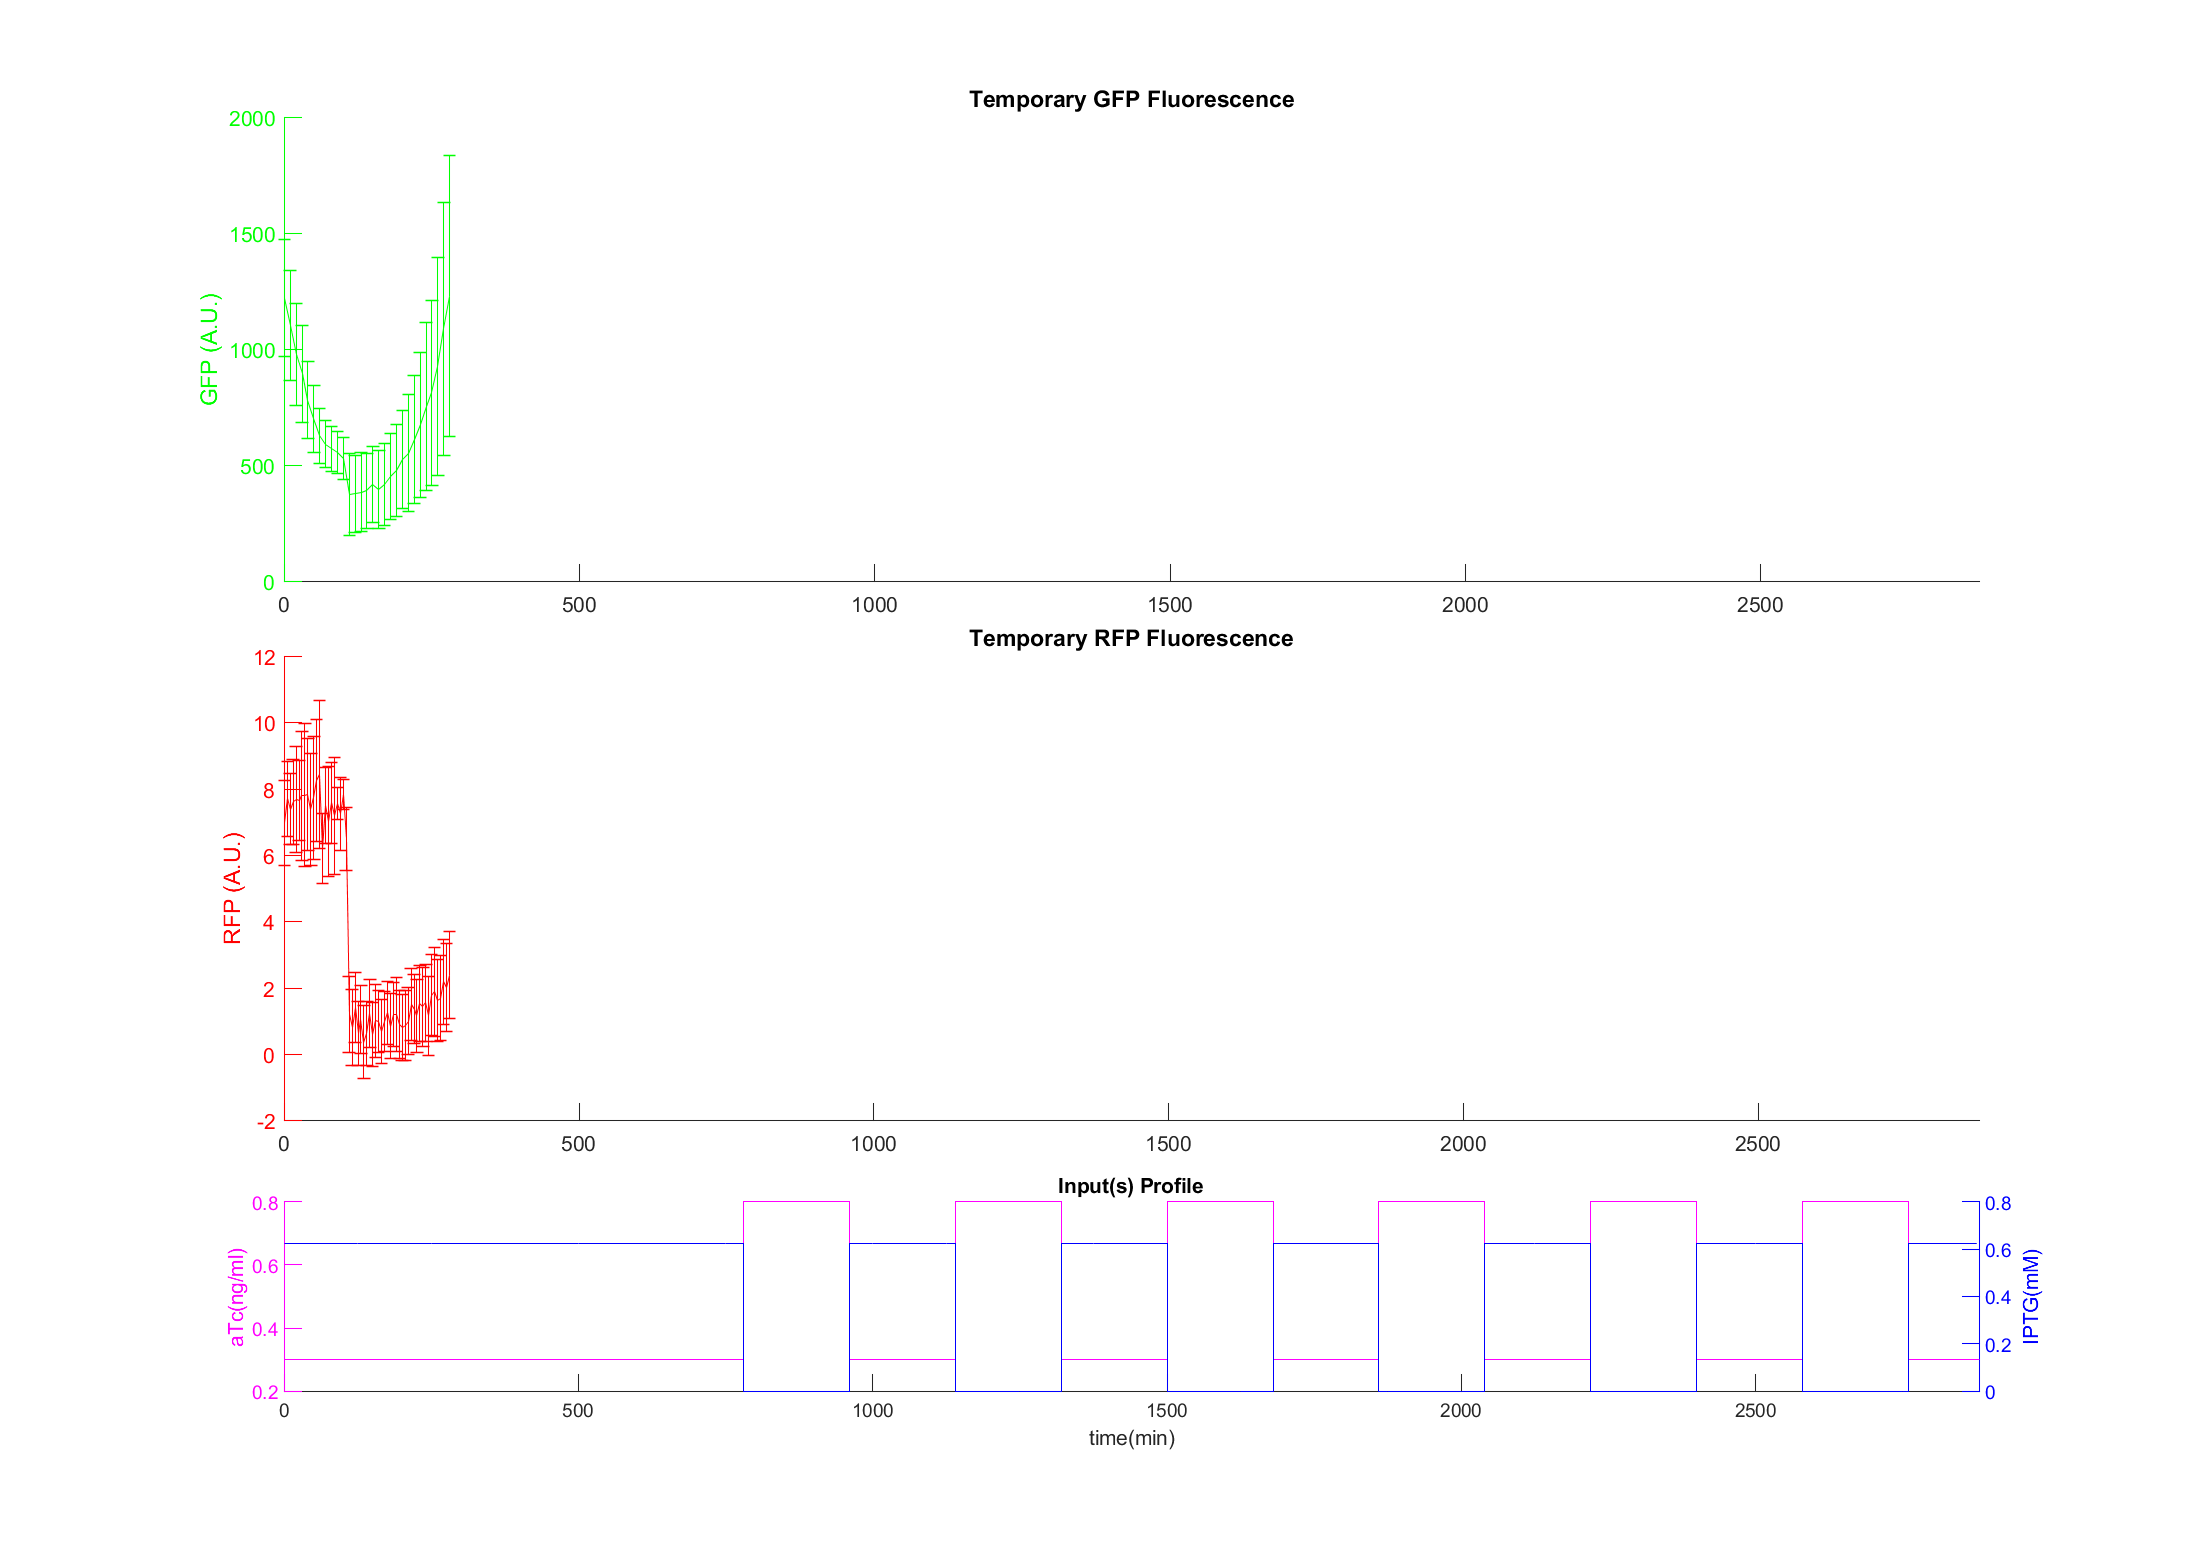 Temporary GFP Fluorescence
GFP (A.U.)
2000
1500
1000
500
0
0 500 1000 1500 2000 2500
Temporary RFP Fluorescence
RFP (A.U.)
12
10
8
6
4
2
0
-2
0 500 1000 1500 2000 2500
Input(s) Profile
aTc(ng/ml)
0.8
0.6
0.4
0.2
0.8
0.6
0.4
0.2
0
IPTG(mM)
0 500 1000 1500 2000 2500
time(min)